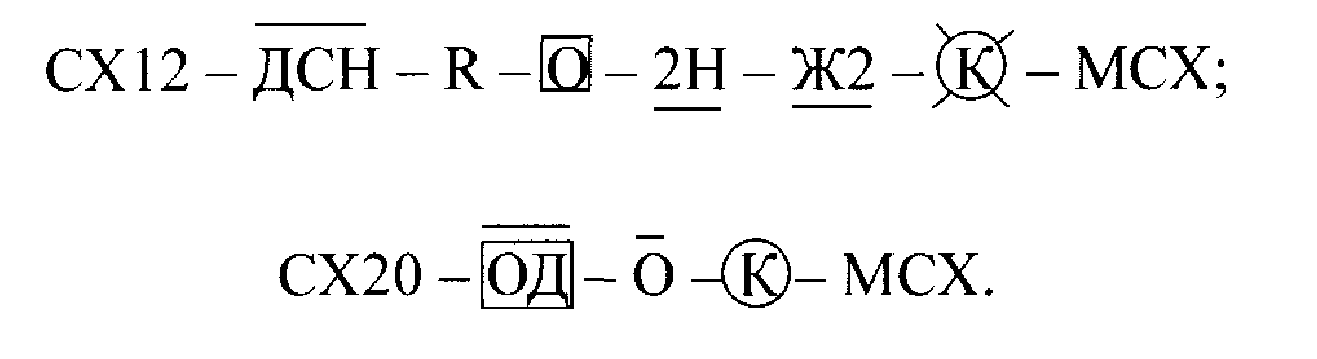 СХ12 – ДСН – R – О – 2Н – Ж2 – К – МСХ;
СХ20 – ОД – О – К – МСХ.